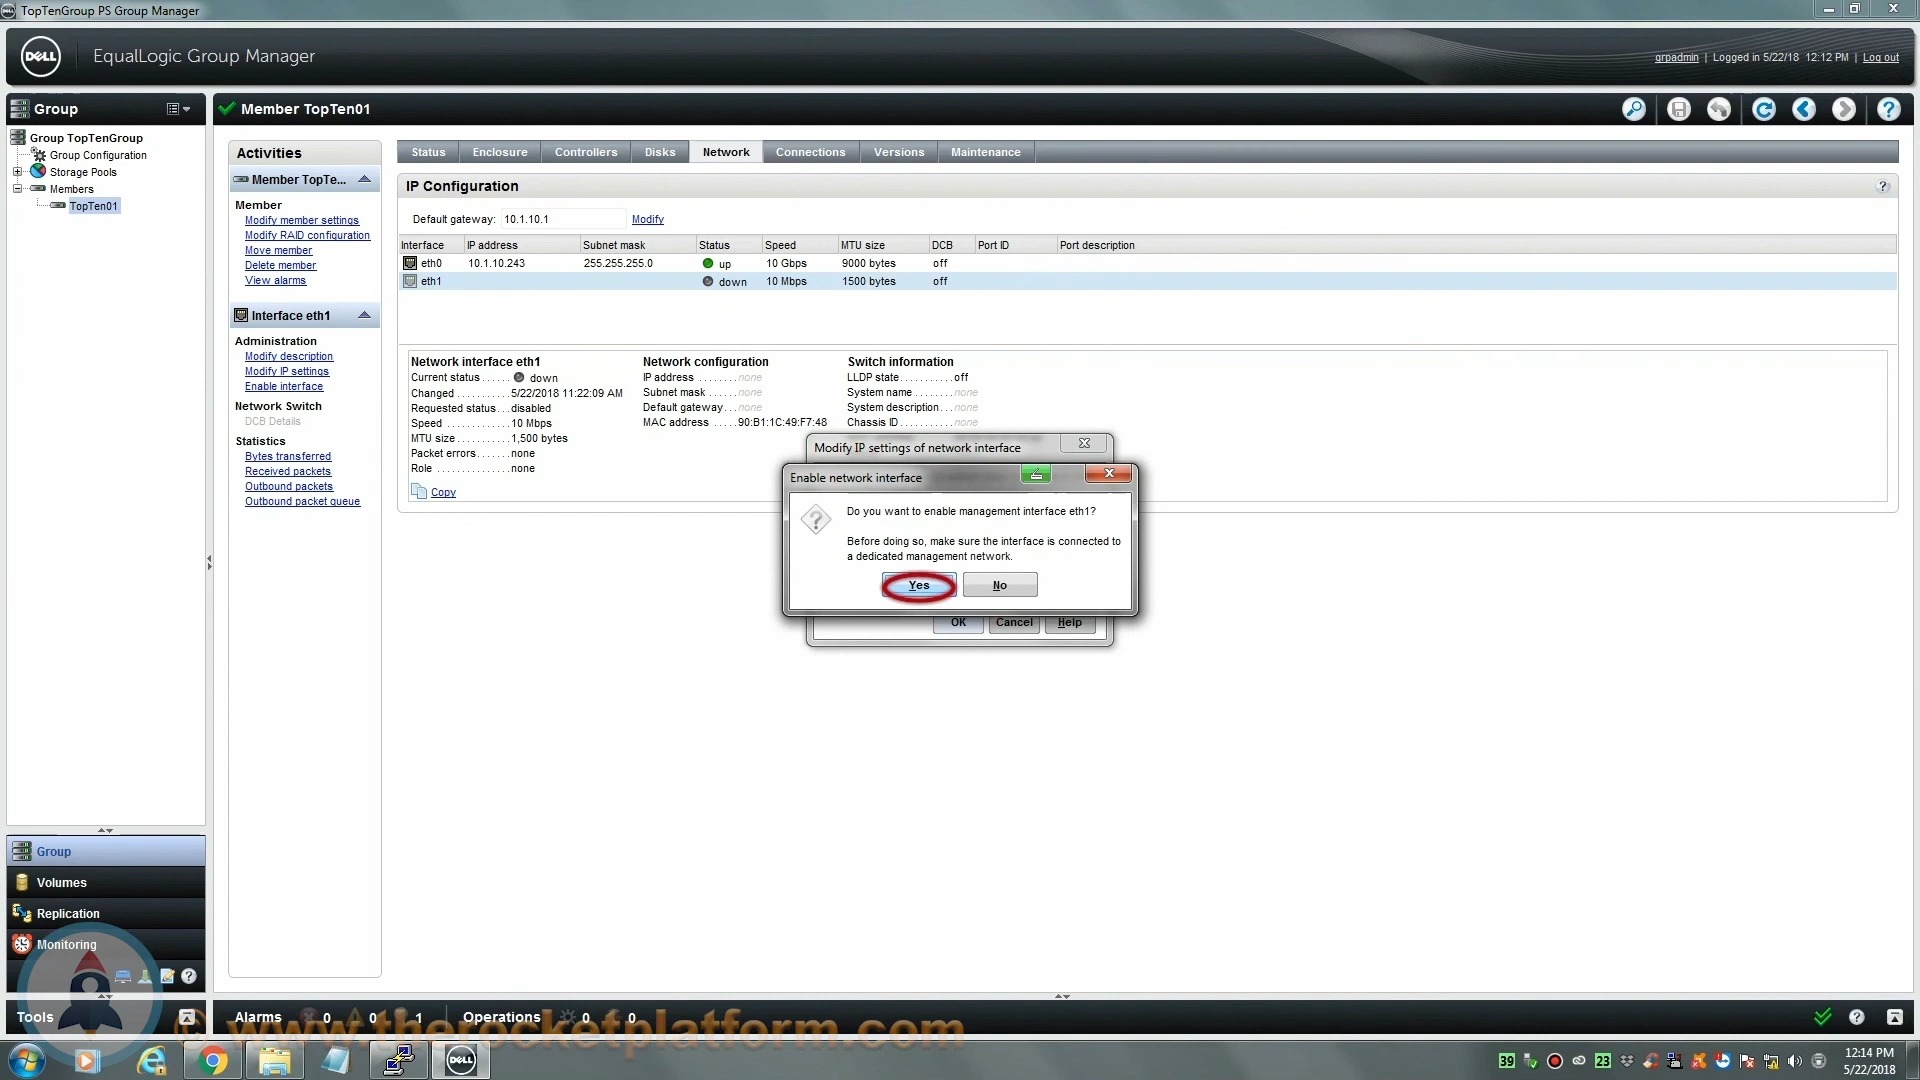 TopTenGroup PS Group Manager
DELL
EqualLogic Group Manager
grpadmin | Logged in 5/22/18 12:12 PM | Log out
Group
Member TopTen01
Group TopTenGroup
Group Configuration
Storage Pools
Members
TopTen01
Activities
Member TopTe...
Member
Modify member settings
Modify RAID configuration
Move member
Delete member
View alarms
Interface eth1
Administration
Modify description
Modify IP settings
Enable interface
Network Switch
DCB Details
Statistics
Bytes transferred
Received packets
Outbound packets
Outbound packet queue
Status Enclosure Controllers Disks Network Connections Versions Maintenance
IP Configuration
Default gateway: 10.1.10.1 Modify
Interface IP address Subnet mask Status Speed MTU size DCB Port ID Port description
eth0 10.1.10.243 255.255.255.0 up 10 Gbps 9000 bytes off
eth1 down 10 Mbps 1500 bytes off
Network interface eth1
Current status...... down
Changed..........5/22/2018 11:22:09 AM
Requested status...disabled
Speed............10 Mbps
MTU size..........1,500 bytes
Packet errors......none
Role..............none
Copy
Network configuration
IP address........none
Subnet mask......none
Default gateway...none
MAC address.....90:B1:1C:49:F7:48
Switch information
LLDP state..........off
System name........none
System description...none
Chassis ID...........none
Modify IP settings of network interface
Enable network interface
Do you want to enable management interface eth1?
Before doing so, make sure the interface is connected to
a dedicated management network.
Yes No
OK Cancel Help
Group
Volumes
Replication
Monitoring
Tools
Alarms 0 0 1 Operations 0 0
© www.therocketplatform.com
DELL
39 23
12:14 PM
5/22/2018